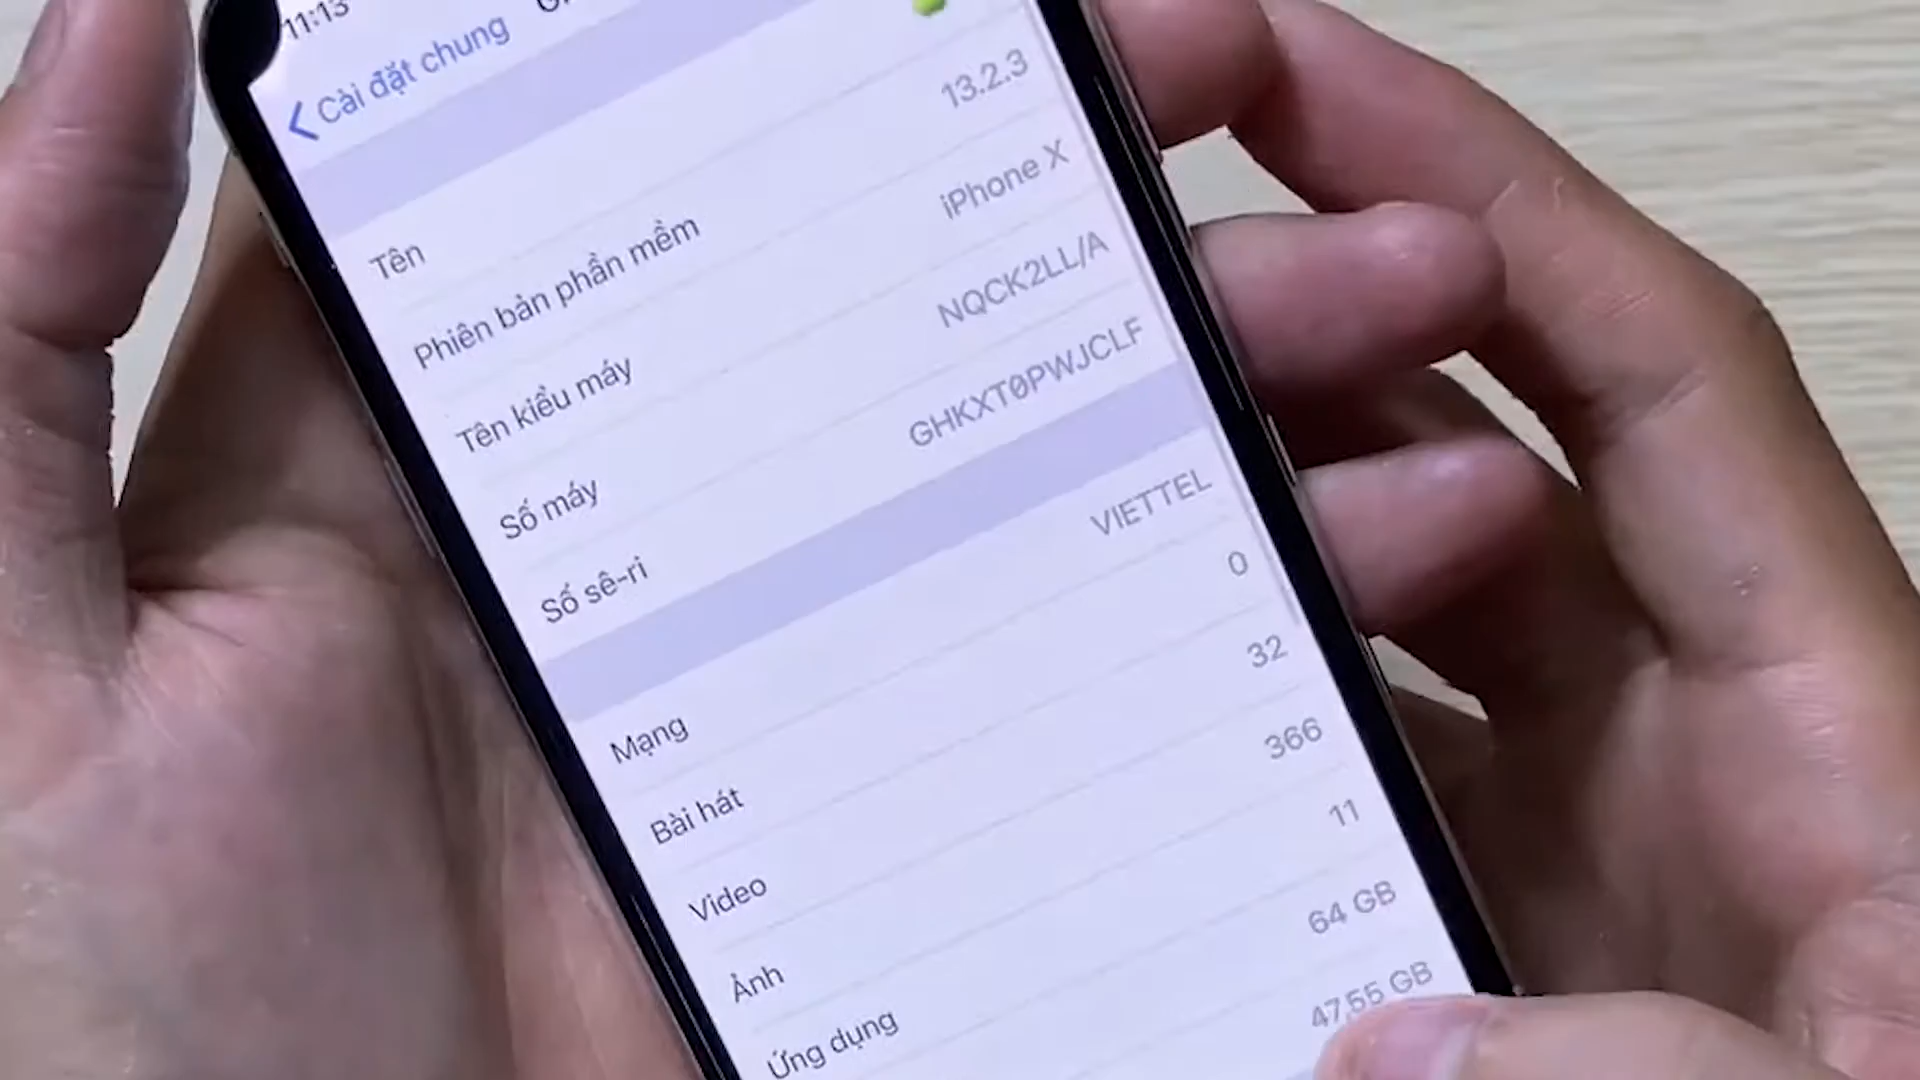 11:13
Cài đặt chung
Tên
Phiên bản phần mềm 13.2.3
Tên kiểu máy iPhone X
Số máy NQCK2LL/A
Số sê-ri GHKXT0PWJCLF
Mạng VIETTEL
Bài hát 0
Video 32
Ảnh 366
Ứng dụng 11
64 GB
47,55 GB